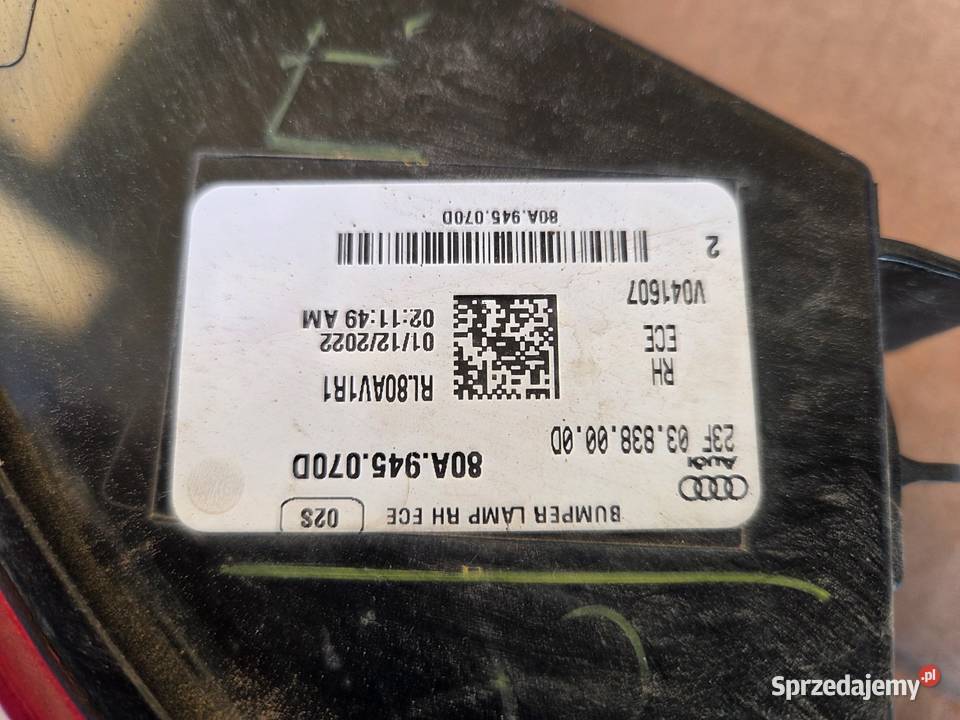 BUMPER LAMP RH ECE 02S
Audi 80A.945.070D
23F 03.838.00.0D
RH RL80AV1R1
ECE 01/12/2022
02:11:49 AM
V041607
2
80A.945.070D
Sprzedajemy.pl